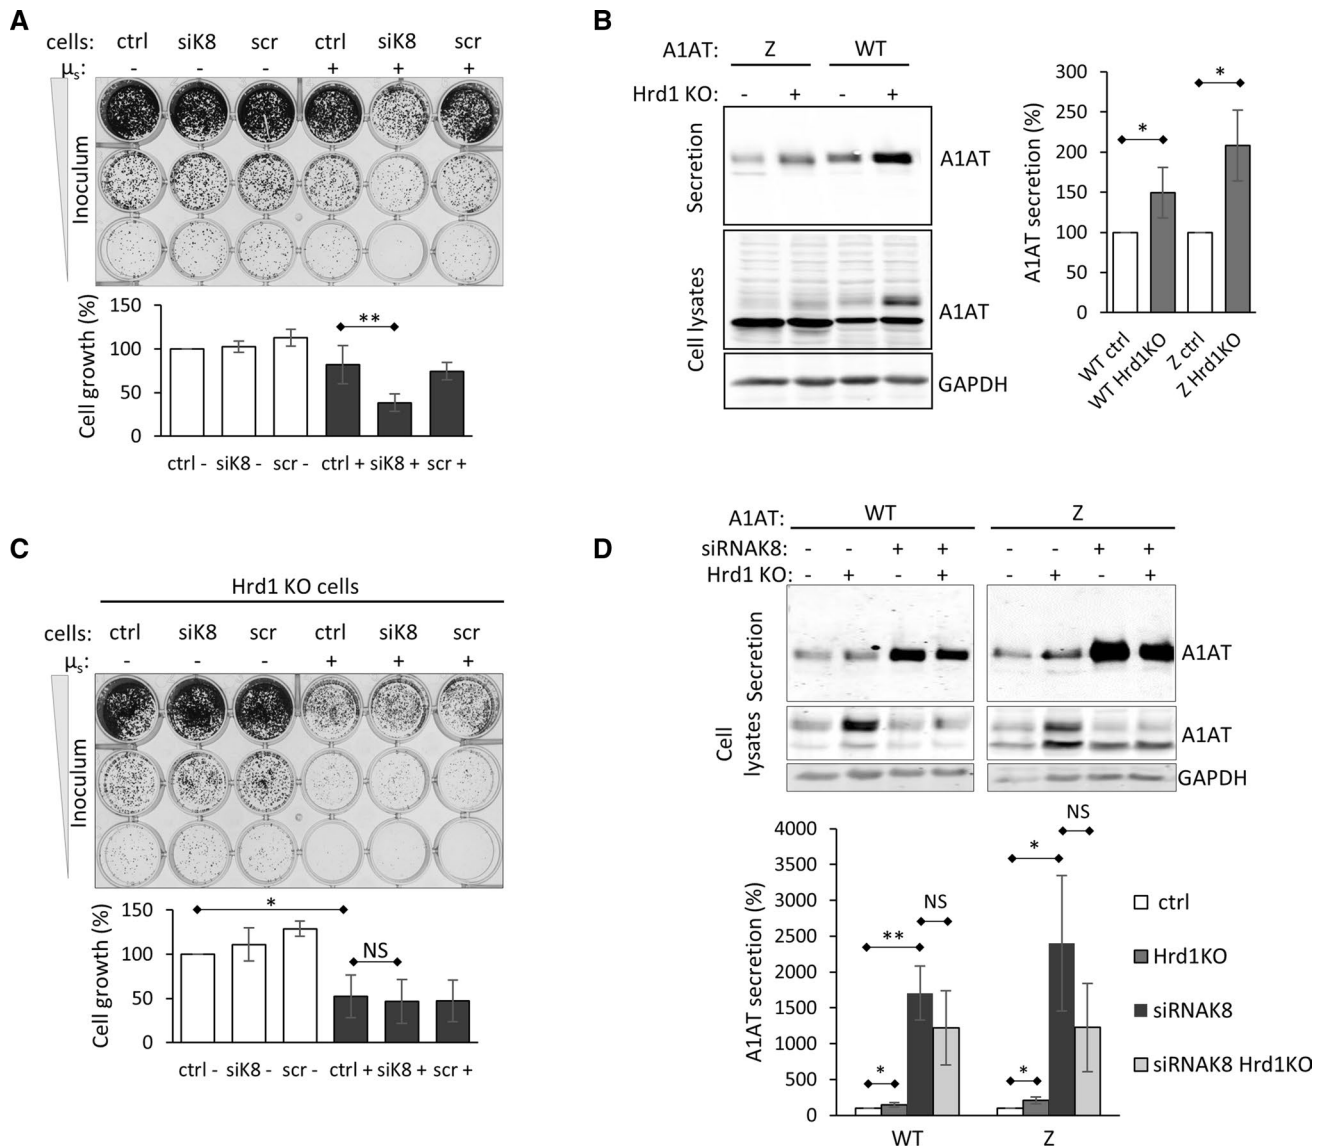 A
cells: ctrl siK8 scr ctrl siK8 scr
μs: - - - + + +
Inoculum
Cell growth (%)
150
100
50
0
**
ctrl - siK8 - scr - ctrl + siK8 + scr +
B
A1AT: Z WT
Hrd1 KO: - + - +
Secretion
A1AT
Cell lysates
A1AT
GAPDH
A1AT secretion (%)
300
250
200
150
100
50
0
* *
WT ctrl
WT Hrd1KO
Z ctrl
Z Hrd1KO
C
Hrd1 KO cells
cells: ctrl siK8 scr ctrl siK8 scr
μs: - - - + + +
Inoculum
Cell growth (%)
150
100
50
0
*
NS
ctrl - siK8 - scr - ctrl + siK8 + scr +
D
A1AT: WT Z
siRNAK8: - - + + - - + +
Hrd1 KO: - + - + - + - +
Secretion
A1AT
Cell
lysates
A1AT
GAPDH
A1AT secretion (%)
4000
3500
3000
2500
2000
1500
1000
500
0
* ** NS
* * NS
WT Z
ctrl
Hrd1KO
siRNAK8
siRNAK8 Hrd1KO